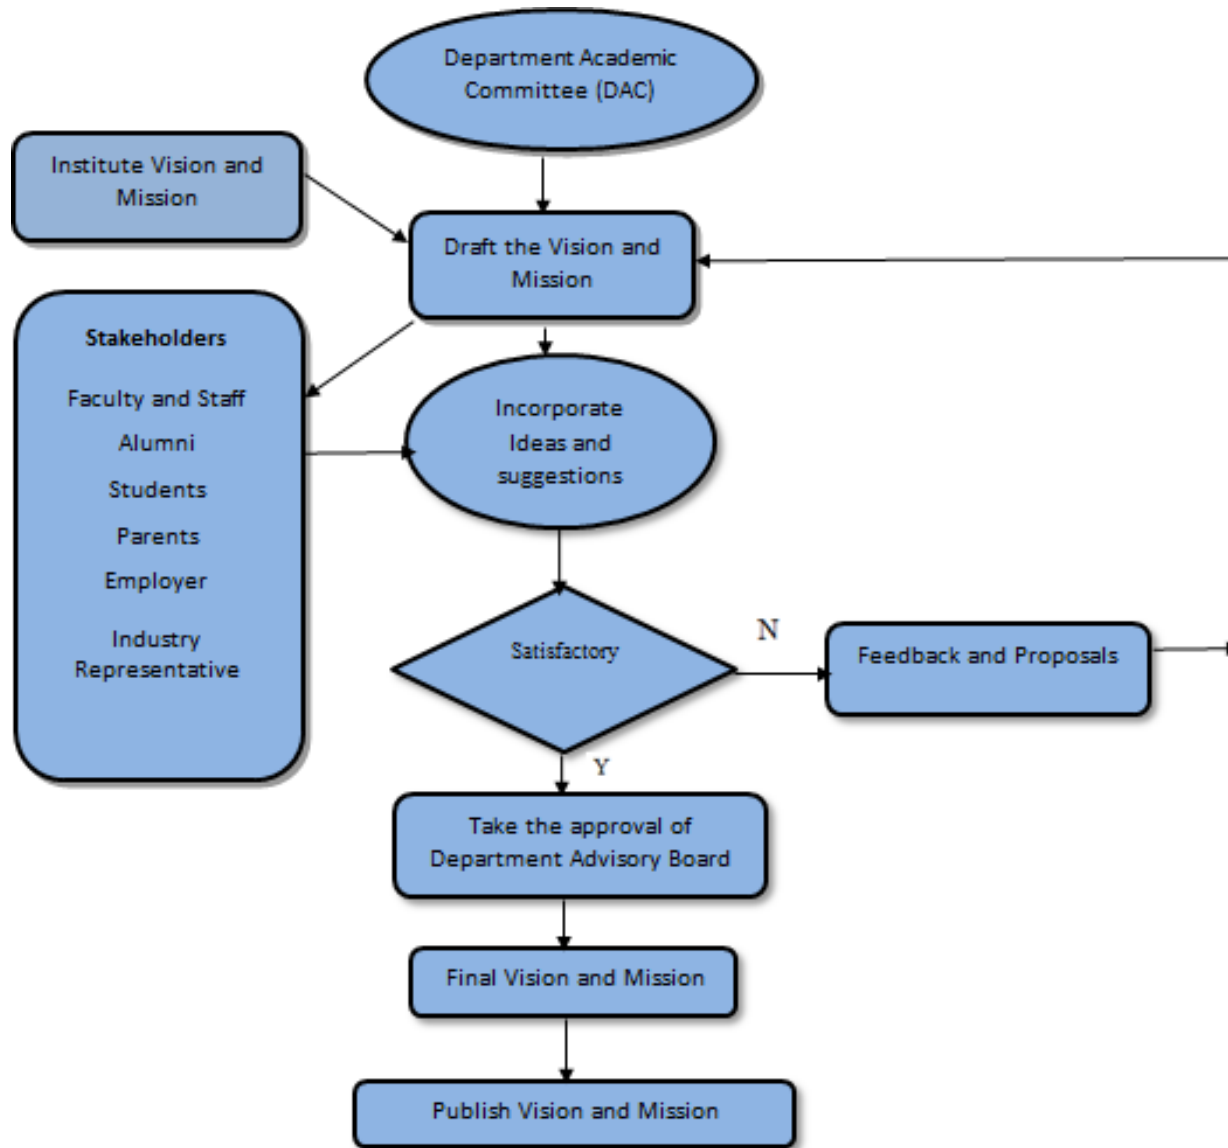 Department Academic
Committee (DAC)
Institute Vision and
Mission
Draft the Vision and
Mission
Stakeholders
Faculty and Staff
Alumni
Students
Parents
Employer
Industry
Representative
Incorporate
Ideas and
suggestions
Satisfactory
N
Feedback and Proposals
Y
Take the approval of
Department Advisory Board
Final Vision and Mission
Publish Vision and Mission